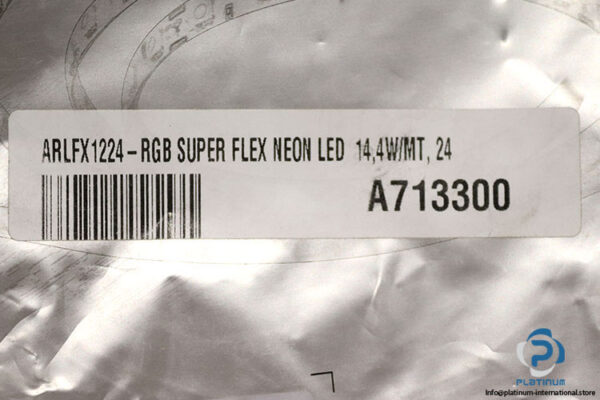 ARLFX1224-RGB SUPER FLEX NEON LED 14,4W/MT, 24
A713300
PLATINUM
Info@platinum-international.store